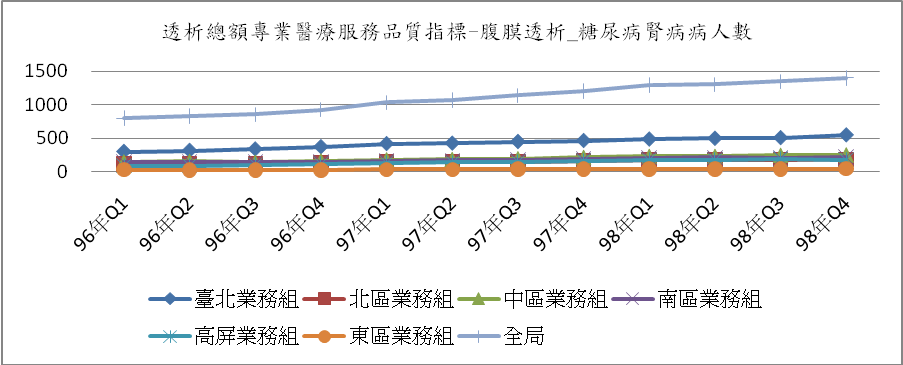 透析總額專業醫療服務品質指標-腹膜透析_糖尿病腎病病人數
1500
1000
500
0
96年Q1 96年Q2 96年Q3 96年Q4 97年Q1 97年Q2 97年Q3 97年Q4 98年Q1 98年Q2 98年Q3 98年Q4
臺北業務組 北區業務組 中區業務組 南區業務組
高屏業務組 東區業務組 全局